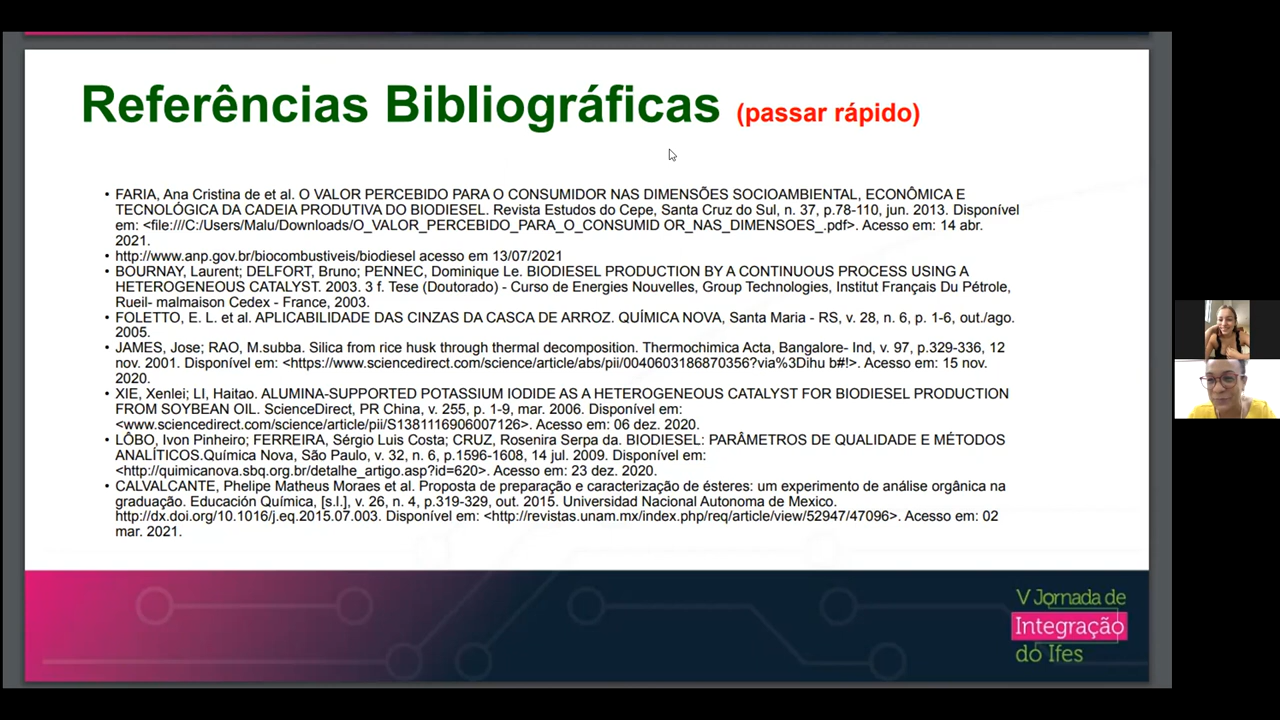 Referências Bibliográficas (passar rápido)
• FARIA, Ana Cristina de et al. O VALOR PERCEBIDO PARA O CONSUMIDOR NAS DIMENSÕES SOCIOAMBIENTAL, ECONÔMICA E
TECNOLÓGICA DA CADEIA PRODUTIVA DO BIODIESEL. Revista Estudos do Cepe, Santa Cruz do Sul, n. 37, p.78-110, jun. 2013. Disponível
em: <file:///C:/Users/Malu/Downloads/O_VALOR_PERCEBIDO_PARA_O_CONSUMID OR_NAS_DIMENSOES_.pdf>. Acesso em: 14 abr.
2021.
• http://www.anp.gov.br/biocombustiveis/biodiesel acesso em 13/07/2021
• BOURNAY, Laurent; DELFORT, Bruno; PENNEC, Dominique Le. BIODIESEL PRODUCTION BY A CONTINUOUS PROCESS USING A
HETEROGENEOUS CATALYST. 2003. 3 f. Tese (Doutorado) - Curso de Energies Nouvelles, Group Technologies, Institut Français Du Pétrole,
Rueil- malmaison Cedex - France, 2003.
• FOLETTO, E. L. et al. APLICABILIDADE DAS CINZAS DA CASCA DE ARROZ. QUÍMICA NOVA, Santa Maria - RS, v. 28, n. 6, p. 1-6, out./ago.
2005.
• JAMES, Jose; RAO, M.subba. Silica from rice husk through thermal decomposition. Thermochimica Acta, Bangalore- Ind, v. 97, p.329-336, 12
nov. 2001. Disponível em: <https://www.sciencedirect.com/science/article/abs/pii/0040603186870356?via%3Dihu b#!>. Acesso em: 15 nov.
2020.
• XIE, Xenlei; LI, Haitao. ALUMINA-SUPPORTED POTASSIUM IODIDE AS A HETEROGENEOUS CATALYST FOR BIODIESEL PRODUCTION
FROM SOYBEAN OIL. ScienceDirect, PR China, v. 255, p. 1-9, mar. 2006. Disponível em:
<www.sciencedirect.com/science/article/pii/S1381116906007126>. Acesso em: 06 dez. 2020.
• LÔBO, Ivon Pinheiro; FERREIRA, Sérgio Luis Costa; CRUZ, Rosenira Serpa da. BIODIESEL: PARÂMETROS DE QUALIDADE E MÉTODOS
ANALÍTICOS.Química Nova, São Paulo, v. 32, n. 6, p.1596-1608, 14 jul. 2009. Disponível em:
<http://quimicanova.sbq.org.br/detalhe_artigo.asp?id=620>. Acesso em: 23 dez. 2020.
• CALVALCANTE, Phelipe Matheus Moraes et al. Proposta de preparação e caracterização de ésteres: um experimento de análise orgânica na
graduação. Educación Química, [s.l.], v. 26, n. 4, p.319-329, out. 2015. Universidad Nacional Autonoma de Mexico.
http://dx.doi.org/10.1016/j.eq.2015.07.003. Disponível em: <http://revistas.unam.mx/index.php/req/article/view/52947/47096>. Acesso em: 02
mar. 2021.
V Jornada de
Integração
do Ifes